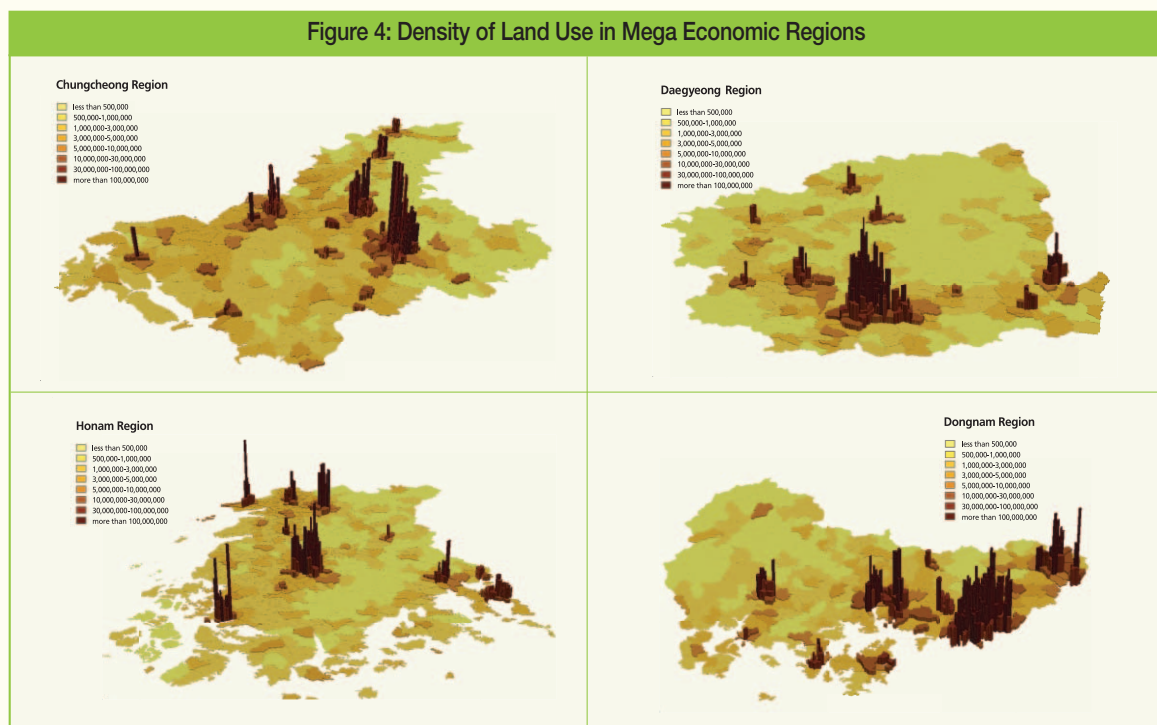 Figure 4: Density of Land Use in Mega Economic Regions
Chungcheong Region
less than 500,000
500,000-1,000,000
1,000,000-3,000,000
3,000,000-5,000,000
5,000,000-10,000,000
10,000,000-30,000,000
30,000,000-100,000,000
more than 100,000,000
Daegyeong Region
less than 500,000
500,000-1,000,000
1,000,000-3,000,000
3,000,000-5,000,000
5,000,000-10,000,000
10,000,000-30,000,000
30,000,000-100,000,000
more than 100,000,000
Honam Region
less than 500,000
500,000-1,000,000
1,000,000-3,000,000
3,000,000-5,000,000
5,000,000-10,000,000
10,000,000-30,000,000
30,000,000-100,000,000
more than 100,000,000
Dongnam Region
less than 500,000
500,000-1,000,000
1,000,000-3,000,000
3,000,000-5,000,000
5,000,000-10,000,000
10,000,000-30,000,000
30,000,000-100,000,000
more than 100,000,000